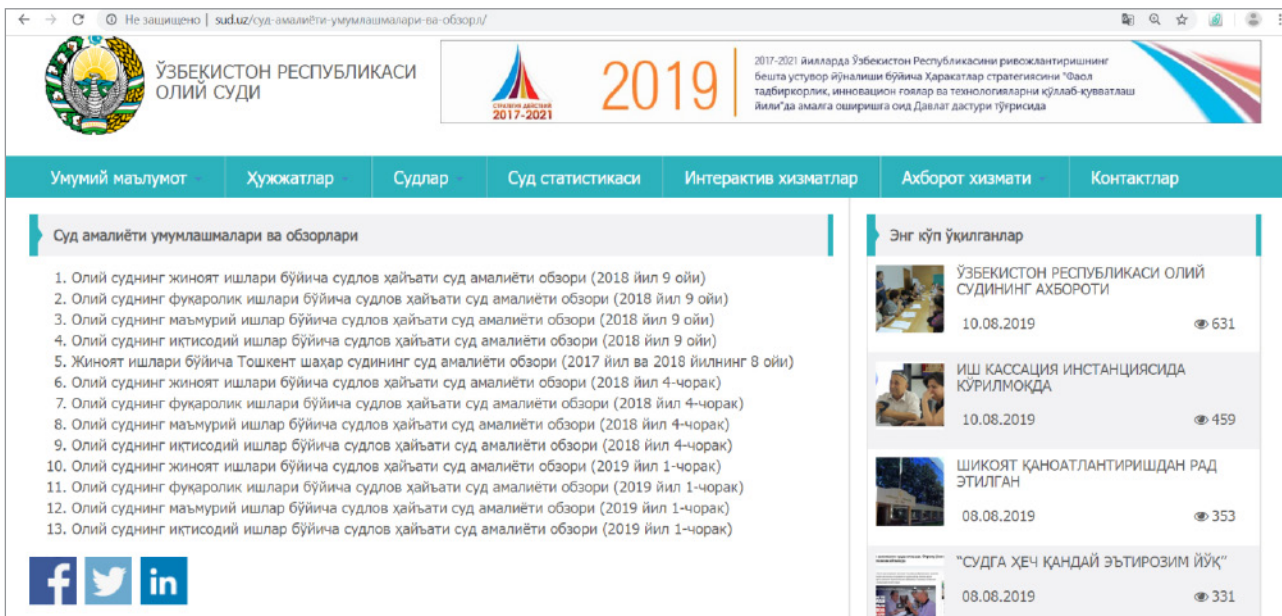 Не защищено | sud.uz/суд-амалиёти-умумлашмалари-ва-обзорл/
ЎЗБЕКИСТОН РЕСПУБЛИКАСИ
ОЛИЙ СУДИ
СТРАТЕГИЯ ДЕЙСТВИЙ
2017-2021
2019
2017-2021 йилларда Ўзбекистон Республикасини ривожлантиришнинг
бешта устувор йўналиши бўйича Ҳаракатлар стратегиясини "Фаол
тадбиркорлик, инновацион ғоялар ва технологияларни қўллаб-қувватлаш
йили"да амалга оширишга оид Давлат дастури тўғрисида
Умумий маълумот
Ҳужжатлар
Судлар
Суд статистикаси
Интерактив хизматлар
Ахборот хизмати
Контактлар
Суд амалиёти умумлашмалари ва обзорлари
1. Олий суднинг жиноят ишлари бўйича судлов ҳайъати суд амалиёти обзори (2018 йил 9 ойи)
2. Олий суднинг фуқаролик ишлари бўйича судлов ҳайъати суд амалиёти обзори (2018 йил 9 ойи)
3. Олий суднинг маъмурий ишлар бўйича судлов ҳайъати суд амалиёти обзори (2018 йил 9 ойи)
4. Олий суднинг иқтисодий ишлар бўйича судлов ҳайъати суд амалиёти обзори (2018 йил 9 ойи)
5. Жиноят ишлари бўйича Тошкент шаҳар судининг суд амалиёти обзори (2017 йил ва 2018 йилнинг 8 ойи)
6. Олий суднинг жиноят ишлари бўйича судлов ҳайъати суд амалиёти обзори (2018 йил 4-чорак)
7. Олий суднинг фуқаролик ишлари бўйича судлов ҳайъати суд амалиёти обзори (2018 йил 4-чорак)
8. Олий суднинг маъмурий ишлар бўйича судлов ҳайъати суд амалиёти обзори (2018 йил 4-чорак)
9. Олий суднинг иқтисодий ишлар бўйича судлов ҳайъати суд амалиёти обзори (2018 йил 4-чорак)
10. Олий суднинг жиноят ишлари бўйича судлов ҳайъати суд амалиёти обзори (2019 йил 1-чорак)
11. Олий суднинг фуқаролик ишлари бўйича судлов ҳайъати суд амалиёти обзори (2019 йил 1-чорак)
12. Олий суднинг маъмурий ишлар бўйича судлов ҳайъати суд амалиёти обзори (2019 йил 1-чорак)
13. Олий суднинг иқтисодий ишлар бўйича судлов ҳайъати суд амалиёти обзори (2019 йил 1-чорак)
f
in
Энг кўп ўқилганлар
ЎЗБЕКИСТОН РЕСПУБЛИКАСИ ОЛИЙ
СУДИНИНГ АХБОРОТИ
10.08.2019 631
ИШ КАССАЦИЯ ИНСТАНЦИЯСИДА
КЎРИЛМОҚДА
10.08.2019 459
ШИКОЯТ ҚАНОАТЛАНТИРИШДАН РАД
ЭТИЛГАН
08.08.2019 353
"СУДГА ҲЕЧ ҚАНДАЙ ЭЪТИРОЗИМ ЙЎҚ"
08.08.2019 331